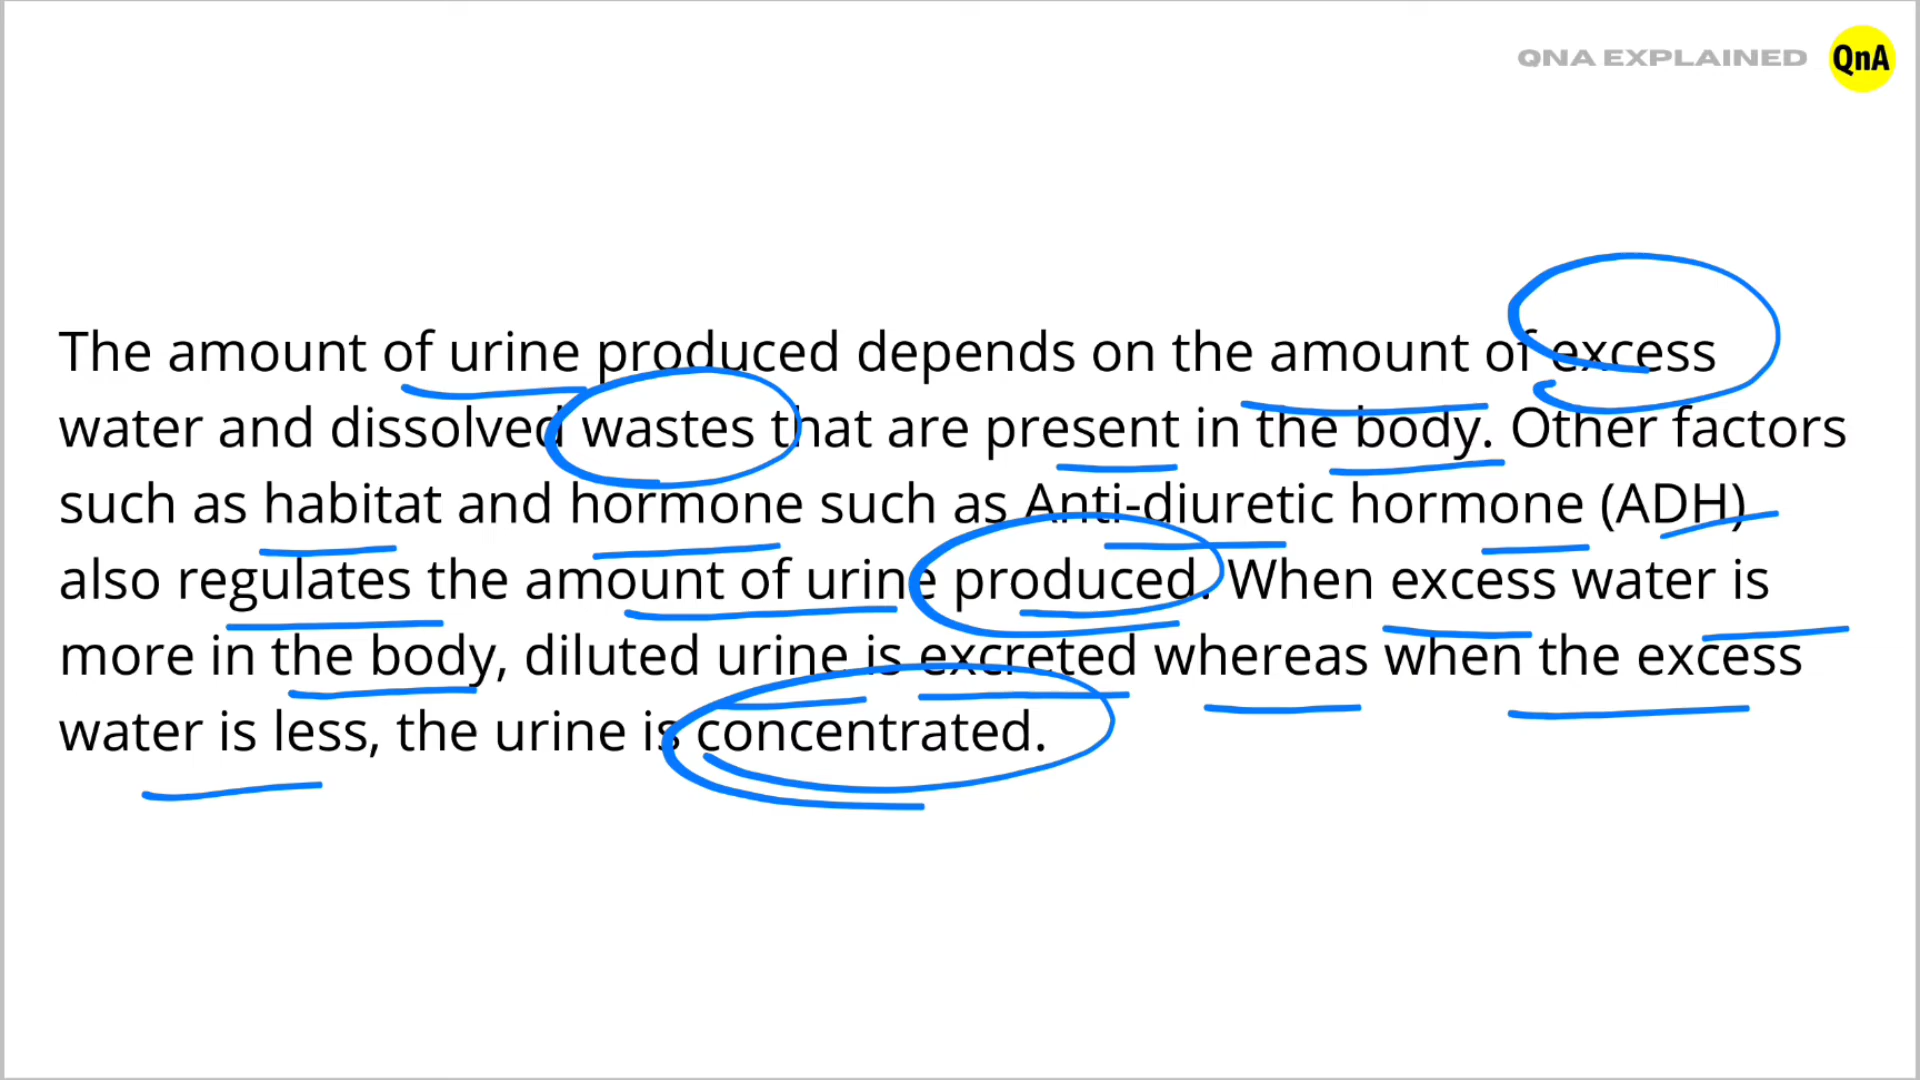 QNA EXPLAINED QnA
The amount of urine produced depends on the amount of excess
water and dissolved wastes that are present in the body. Other factors
such as habitat and hormone such as Anti-diuretic hormone (ADH)
also regulates the amount of urine produced. When excess water is
more in the body, diluted urine is excreted whereas when the excess
water is less, the urine is concentrated.